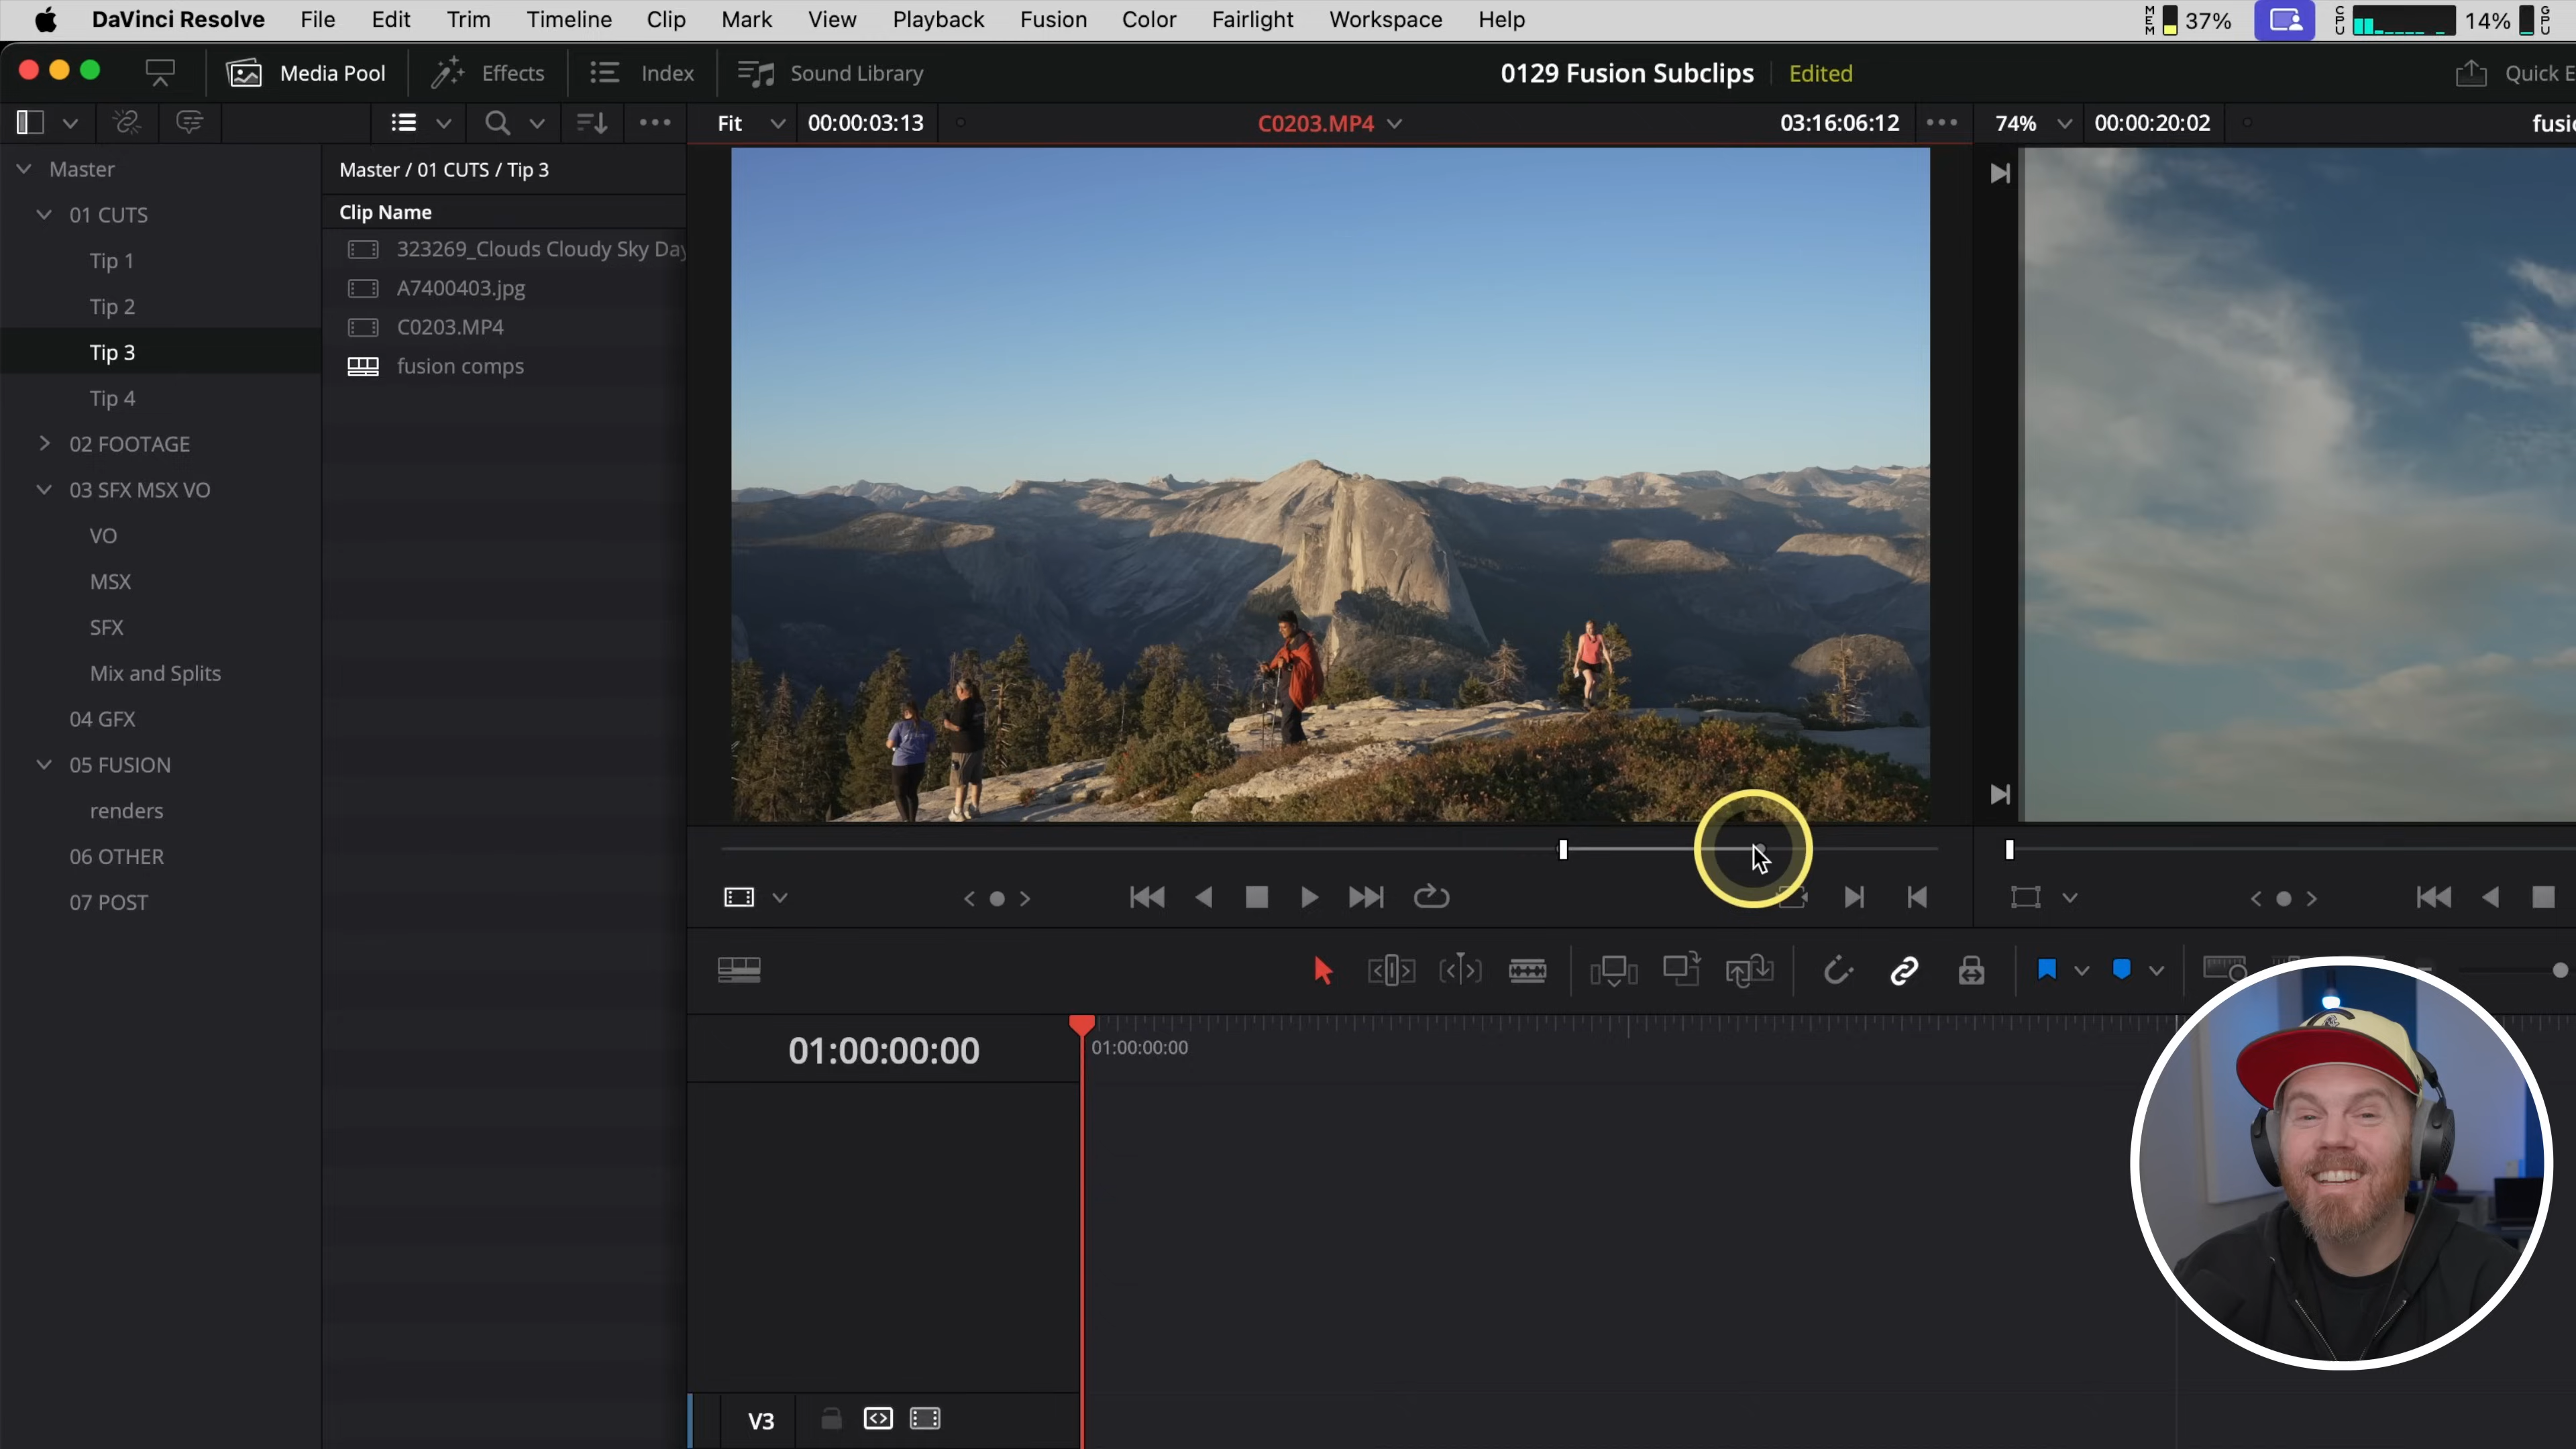 DaVinci Resolve File Edit Trim Timeline Clip Mark View Playback Fusion Color Fairlight Workspace Help MEM 37% CPU 14% GPU
Media Pool Effects Index Sound Library 0129 Fusion Subclips Edited Quick E
Fit 00:00:03:13 C0203.MP4 03:16:06:12 74% 00:00:20:02 fusio
Master
01 CUTS
Tip 1
Tip 2
Tip 3
Tip 4
02 FOOTAGE
03 SFX MSX VO
VO
MSX
SFX
Mix and Splits
04 GFX
05 FUSION
renders
06 OTHER
07 POST
Master / 01 CUTS / Tip 3
Clip Name
323269_Clouds Cloudy Sky Day
A7400403.jpg
C0203.MP4
fusion comps
01:00:00:00
01:00:00:00
V3